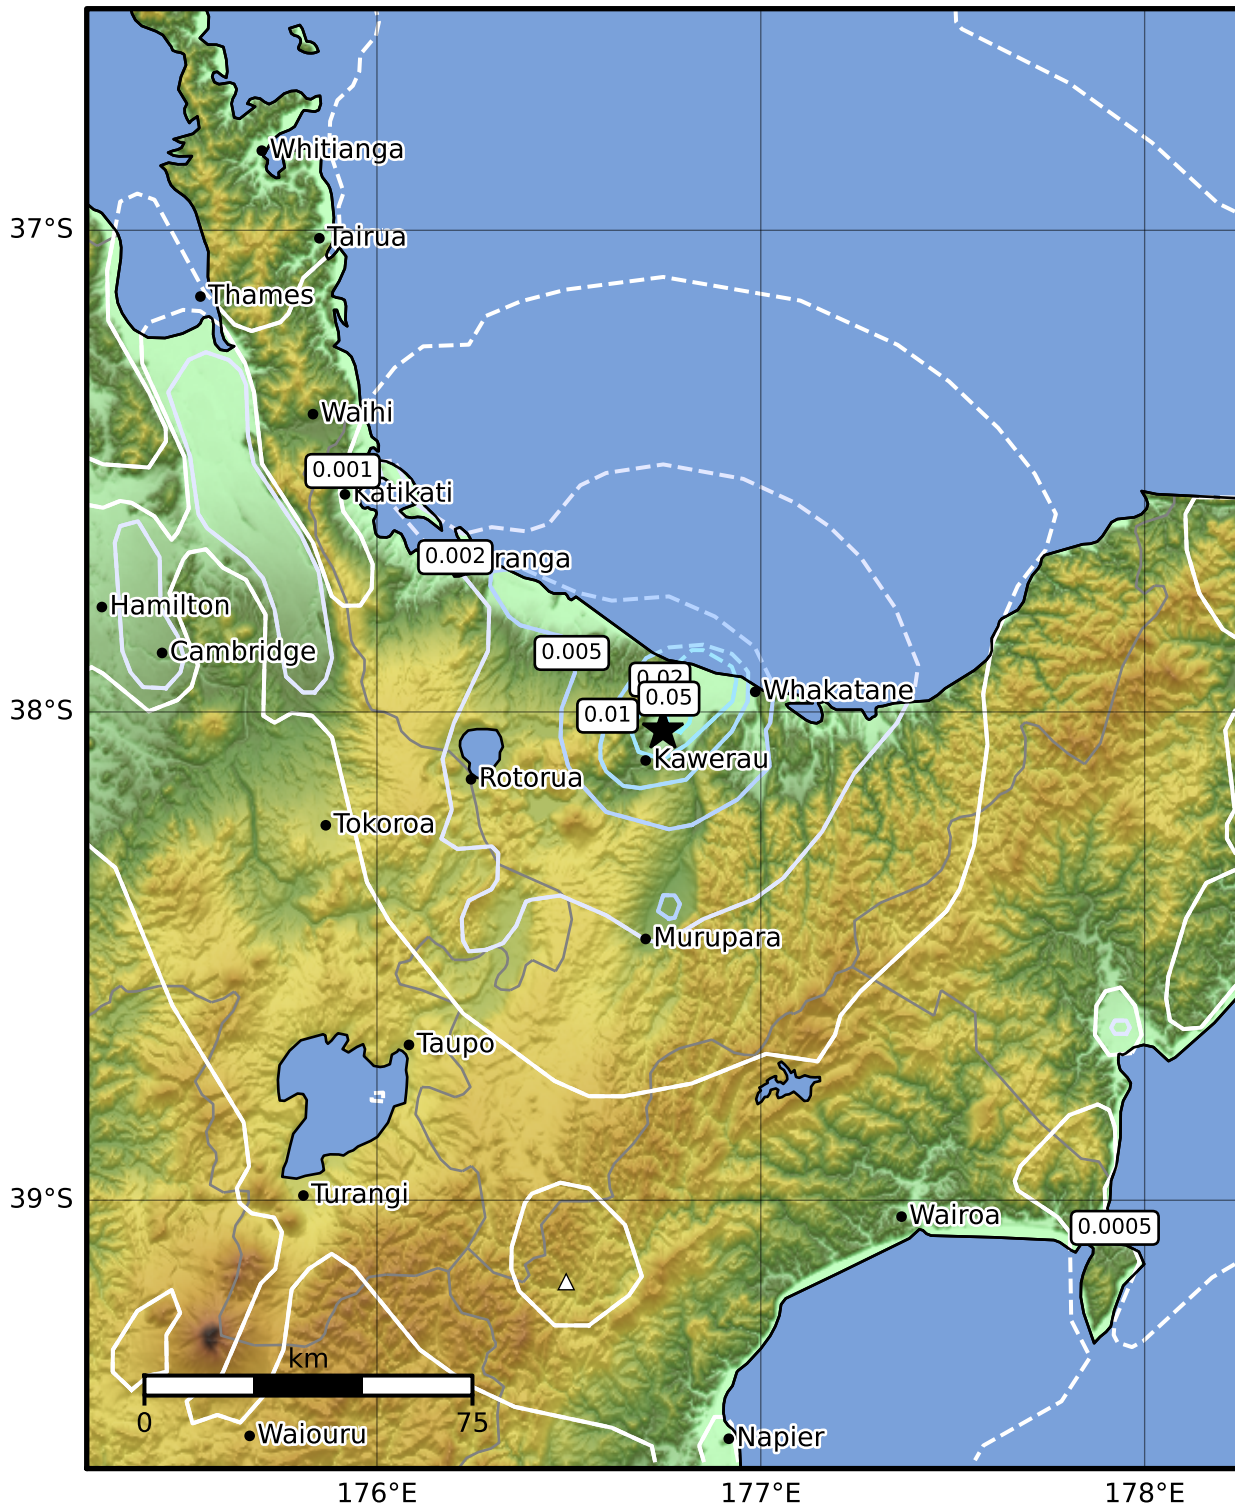 Whitianga
37°S
Tairua
Thames
Waihi
0.001
Katikati
0.002
ranga
Hamilton
Cambridge
0.005
0.02
0.05
Whakatane
38°S
0.01
Kawerau
Rotorua
Tokoroa
Murupara
Taupo
39°S
Turangi
Wairoa
0.0005
km
0
75
Waiouru
Napier
176°E
177°E
178°E